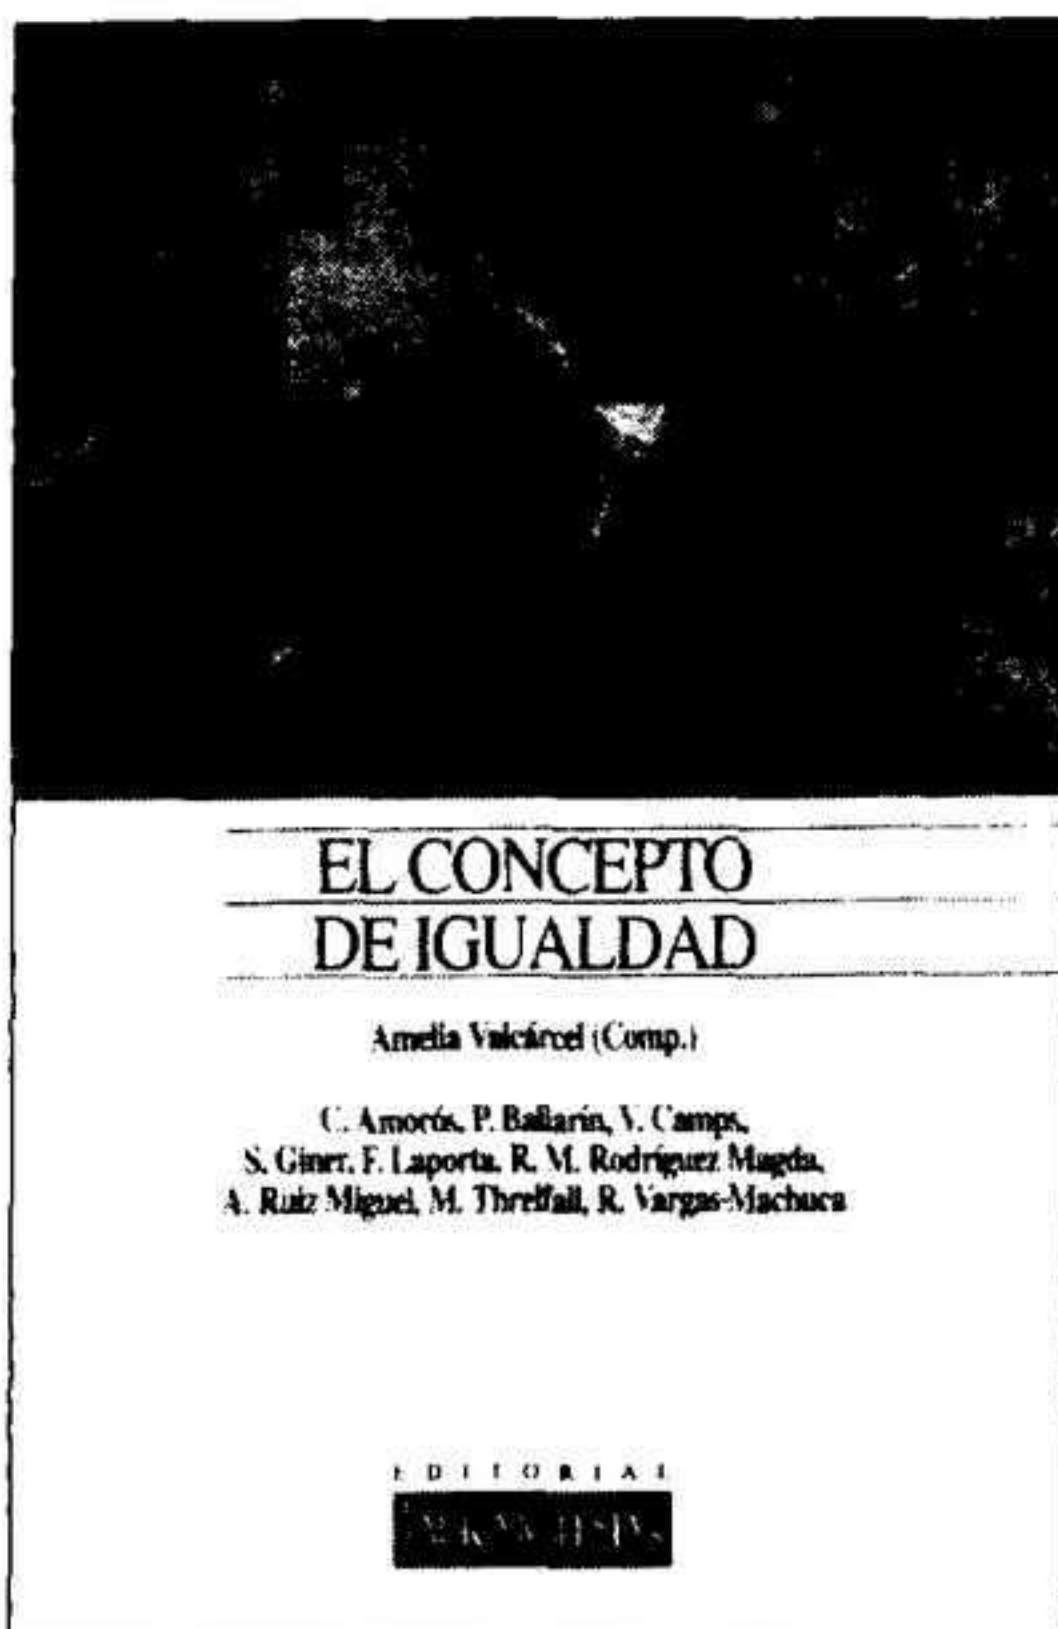 EL CONCEPTO
DE IGUALDAD
Amelia Valcárcel (Comp.)
C. Amorós, P. Ballarín, V. Camps,
S. Giner, F. Laporta, R. M. Rodríguez Magda,
A. Ruiz Miguel, M. Threlfall, R. Vargas-Machuca
EDITORIAL